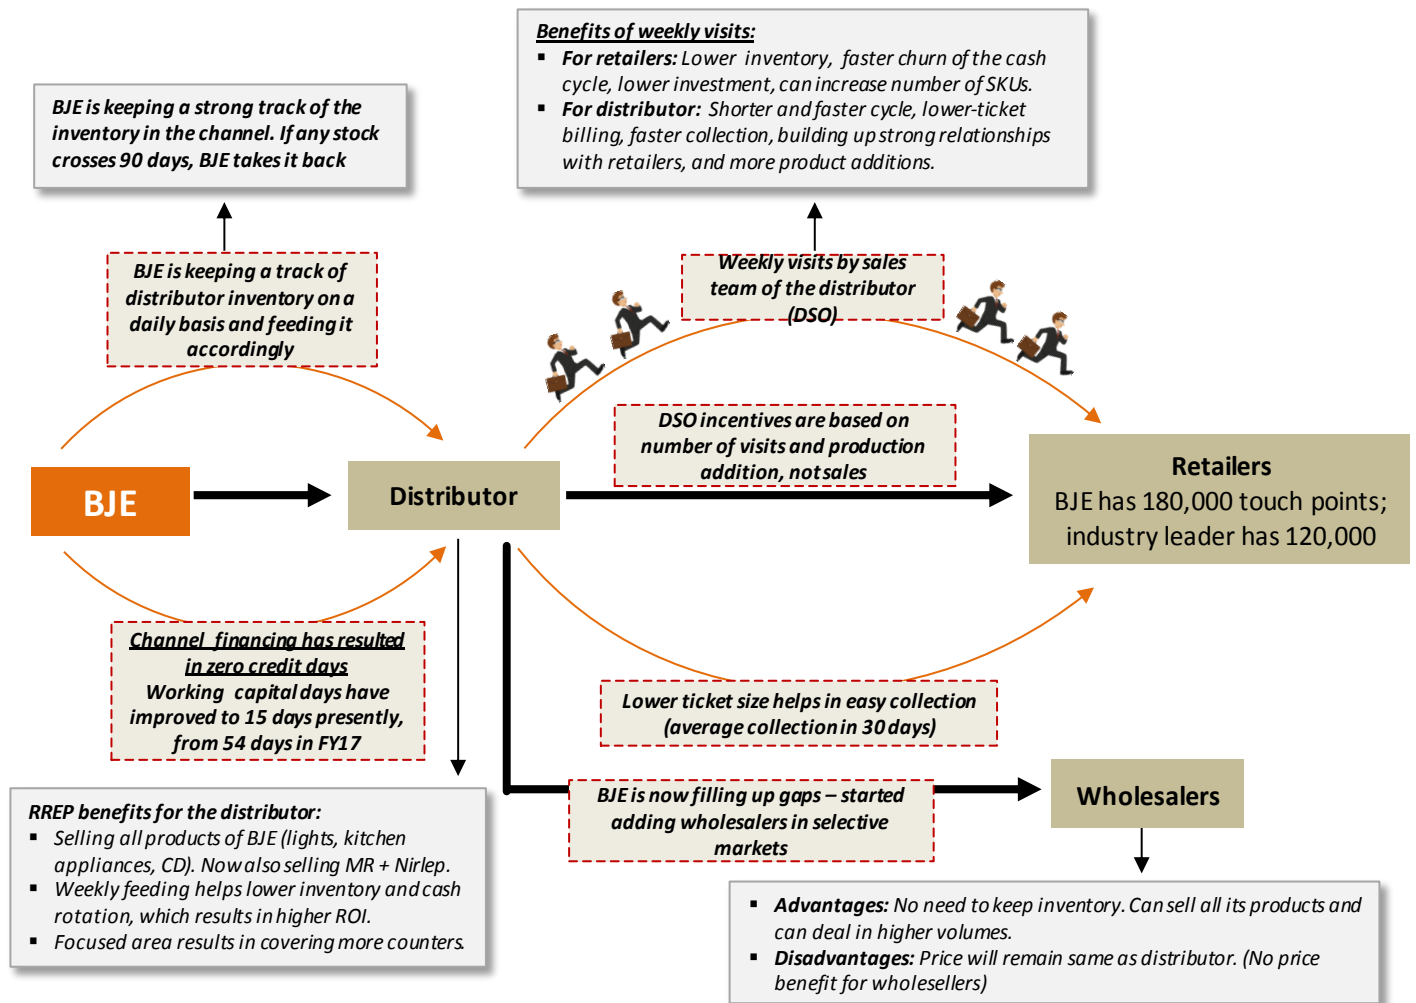 Benefits of weekly visits:
▪ For retailers: Lower inventory, faster churn of the cash
cycle, lower investment, can increase number of SKUs.
▪ For distributor: Shorter and faster cycle, lower-ticket
billing, faster collection, building up strong relationships
with retailers, and more product additions.
BJE is keeping a strong track of the
inventory in the channel. If any stock
crosses 90 days, BJE takes it back
BJE is keeping a track of
distributor inventory on a
daily basis and feeding it
accordingly
Weekly visits by sales
team of the distributor
(DSO)
DSO incentives are based on
number of visits and production
addition, not sales
BJE
Distributor
Retailers
BJE has 180,000 touch points;
industry leader has 120,000
Channel financing has resulted
in zero credit days
Working capital days have
improved to 15 days presently,
from 54 days in FY17
Lower ticket size helps in easy collection
(average collection in 30 days)
BJE is now filling up gaps – started
adding wholesalers in selective
markets
Wholesalers
RREP benefits for the distributor:
▪ Selling all products of BJE (lights, kitchen
appliances, CD). Now also selling MR + Nirlep.
▪ Weekly feeding helps lower inventory and cash
rotation, which results in higher ROI.
▪ Focused area results in covering more counters.
▪ Advantages: No need to keep inventory. Can sell all its products and
can deal in higher volumes.
▪ Disadvantages: Price will remain same as distributor. (No price
benefit for wholesellers)